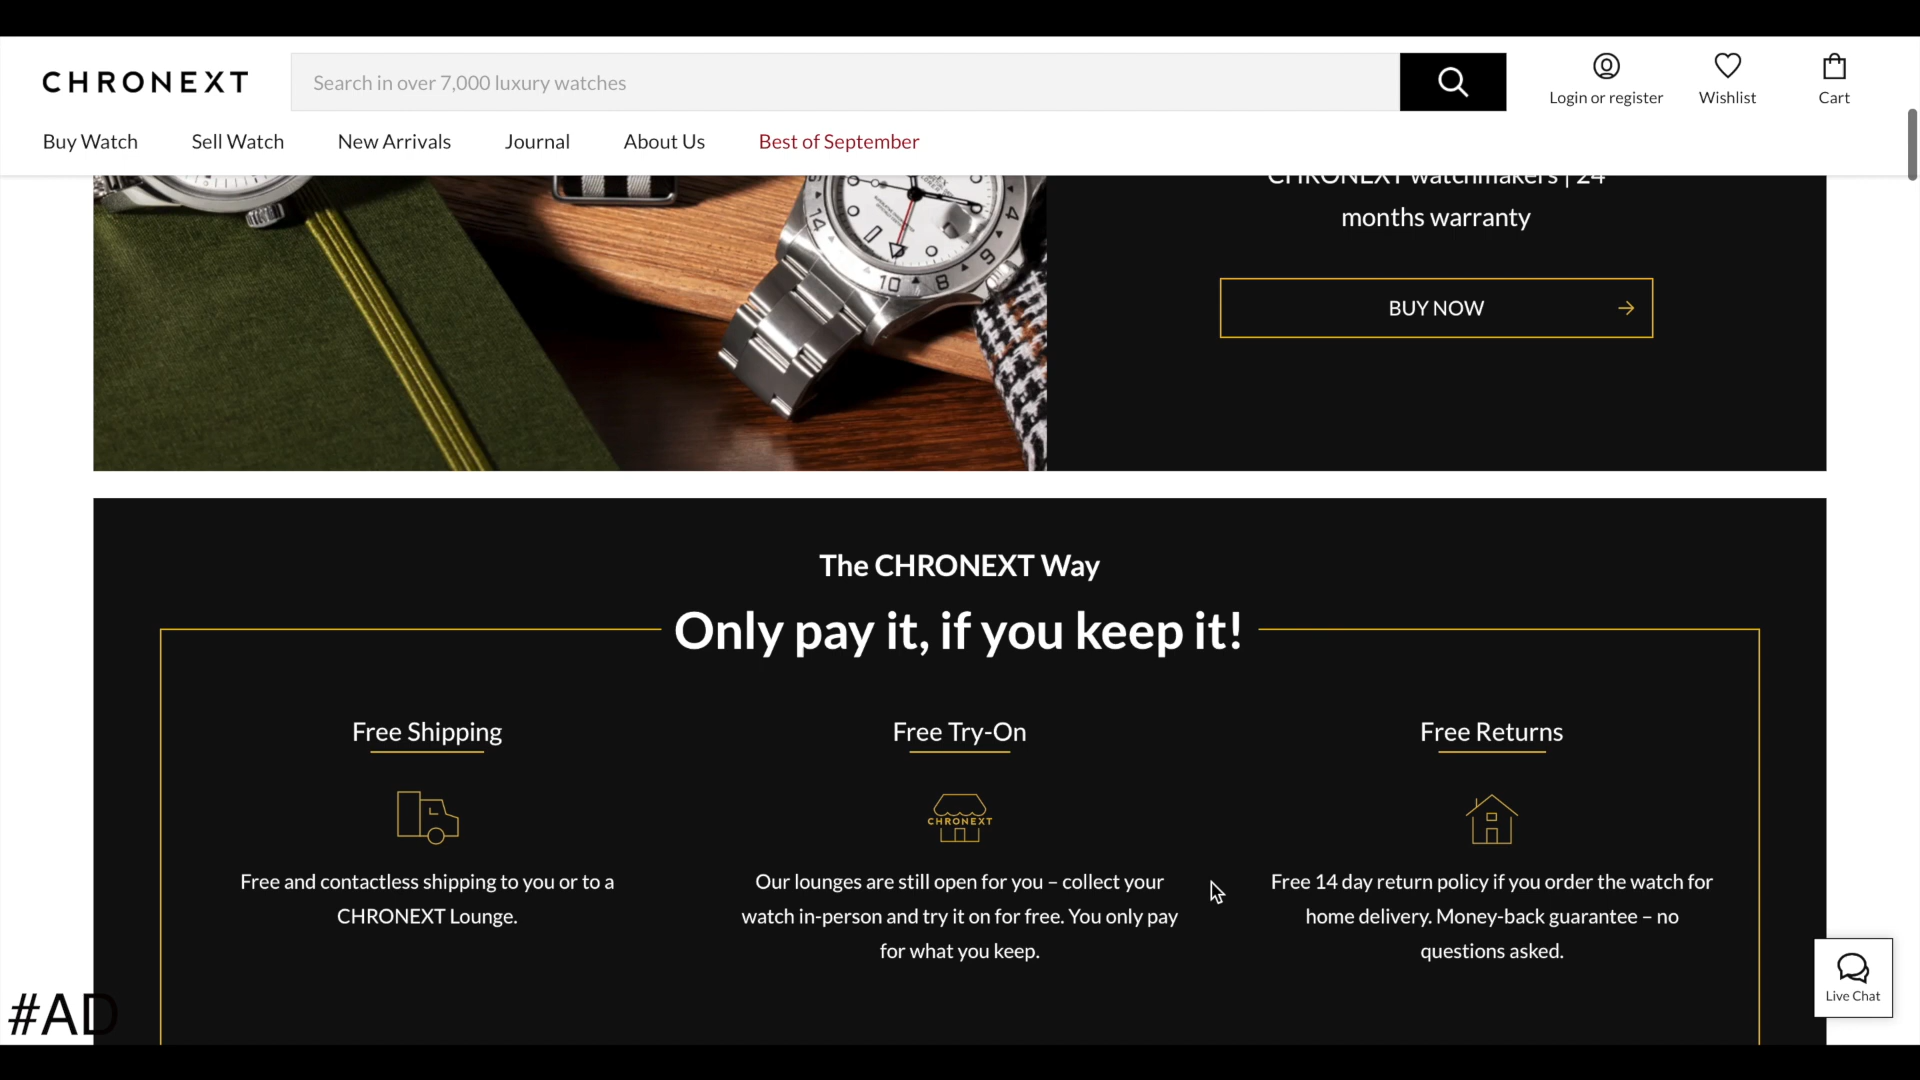 CHRONEXT
Search in over 7,000 luxury watches
Login or register
Wishlist
Cart
Buy Watch
Sell Watch
New Arrivals
Journal
About Us
Best of September
CHRONEXT watchmakers | 24
months warranty
14
10
8
9
4
BUY NOW
The CHRONEXT Way
Only pay it, if you keep it!
Free Shipping
Free Try-On
Free Returns
CHRONEXT
Free and contactless shipping to you or to a
CHRONEXT Lounge.
Our lounges are still open for you – collect your
watch in-person and try it on for free. You only pay
for what you keep.
Free 14 day return policy if you order the watch for
home delivery. Money-back guarantee – no
questions asked.
Live Chat
#AD